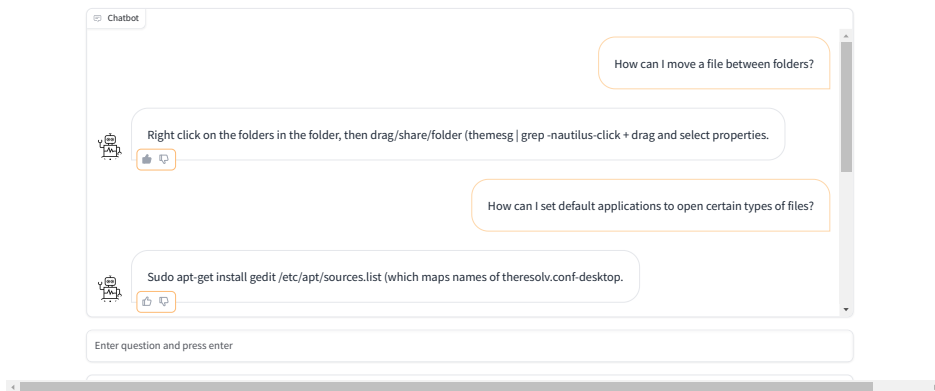 Chatbot
How can I move a file between folders?
Right click on the folders in the folder, then drag/share/folder (themesg | grep -nautilus-click + drag and select properties.
How can I set default applications to open certain types of files?
Sudo apt-get install gedit /etc/apt/sources.list (which maps names of theresolv.conf-desktop.
Enter question and press enter